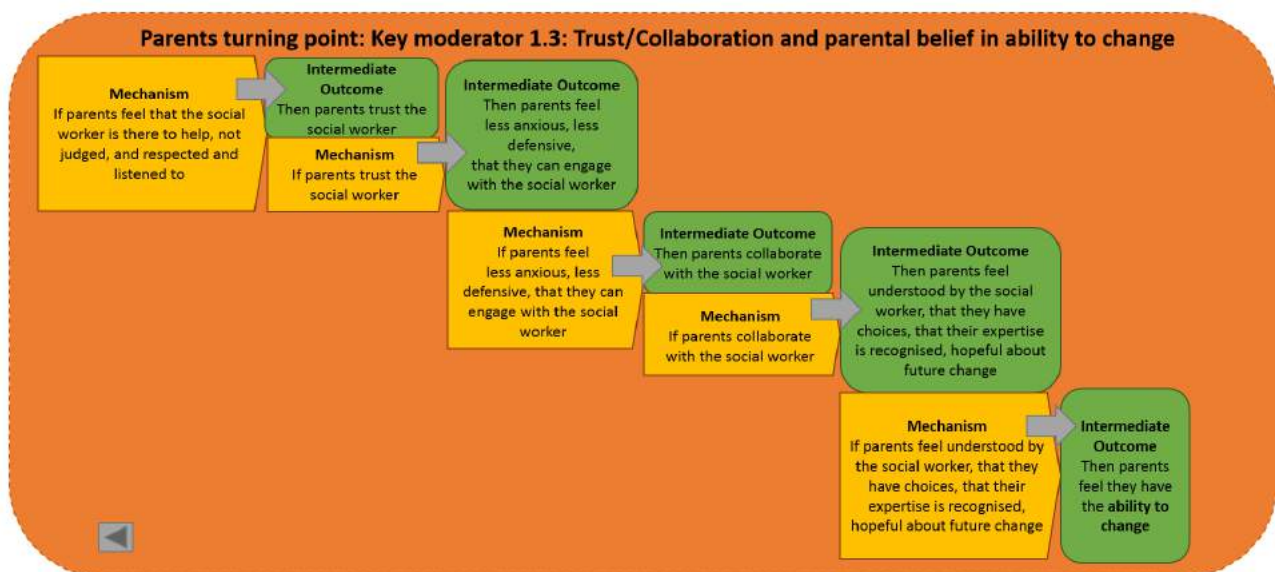 Parents turning point: Key moderator 1.3: Trust/Collaboration and parental belief in ability to change
Mechanism
If parents feel that the social
worker is there to help, not
judged, and respected and
listened to
Intermediate
Outcome
Then parents trust the
social worker
Mechanism
If parents trust the
social worker
Intermediate Outcome
Then parents feel
less anxious, less
defensive,
that they can engage
with the social worker
Mechanism
If parents feel
less anxious, less
defensive, that they can
engage with the social
worker
Intermediate Outcome
Then parents collaborate
with the social worker
Mechanism
If parents collaborate
with the social worker
Intermediate Outcome
Then parents feel
understood by the social
worker, that they have
choices, that their expertise
is recognised, hopeful about
future change
Mechanism
If parents feel understood by
the social worker, that they
have choices, that their
expertise is recognised,
hopeful about future change
Intermediate
Outcome
Then parents
feel they have
the ability to
change